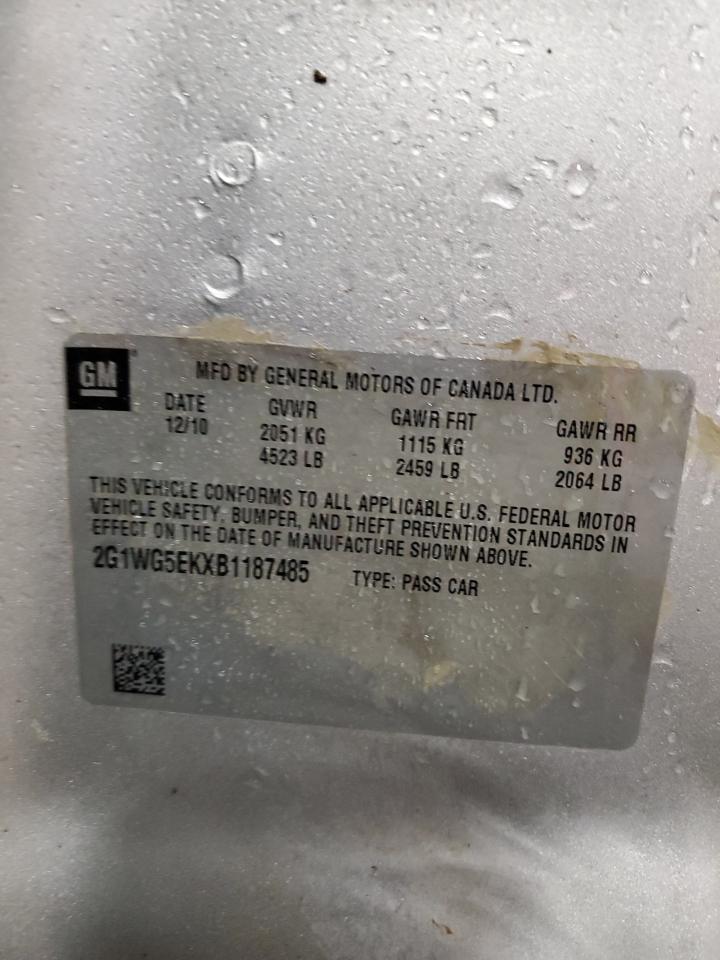 GM
MFD BY GENERAL MOTORS OF CANADA LTD.
DATE GVWR GAWR FRT GAWR RR
12/10 2051 KG 1115 KG 936 KG
4523 LB 2459 LB 2064 LB
THIS VEHICLE CONFORMS TO ALL APPLICABLE U.S. FEDERAL MOTOR
VEHICLE SAFETY, BUMPER, AND THEFT PREVENTION STANDARDS IN
EFFECT ON THE DATE OF MANUFACTURE SHOWN ABOVE.
2G1WG5EKXB1187485 TYPE: PASS CAR